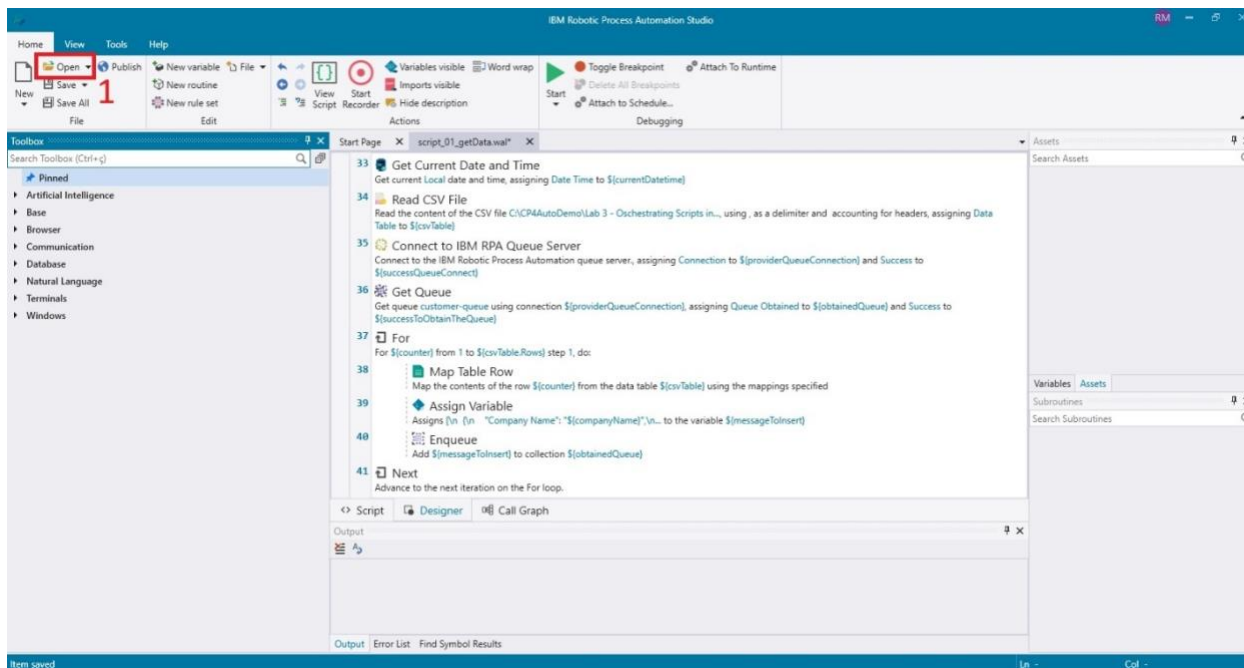 IBM Robotic Process Automation Studio
RM
Home View Tools Help
Open Publish New variable File Variables visible Word wrap Toggle Breakpoint Attach To Runtime
New Save New routine View Script Start Recorder Imports visible Start Delete All Breakpoints
1
Save All New rule set Hide description Attach to Schedule...
File Edit Actions Debugging
Toolbox
Search Toolbox (Ctrl+ç)
Pinned
Artificial Intelligence
Base
Browser
Communication
Database
Natural Language
Terminals
Windows
Start Page script_01_getData.wal*
33 Get Current Date and Time
Get current Local date and time, assigning Date Time to ${currentDatetime}
34 Read CSV File
Read the content of the CSV file C:\CP4AutoDemo\Lab 3 - Oschestrating Scripts in..., using , as a delimiter and accounting for headers, assigning Data
Table to ${csvTable}
35 Connect to IBM RPA Queue Server
Connect to the IBM Robotic Process Automation queue server., assigning Connection to ${providerQueueConnection} and Success to
${successQueueConnect}
36 Get Queue
Get queue customer-queue using connection ${providerQueueConnection}, assigning Queue Obtained to ${obtainedQueue} and Success to
${successToObtainTheQueue}
37 For
For ${counter} from 1 to ${csvTable.Rows} step 1, do:
38 Map Table Row
Map the contents of the row ${counter} from the data table ${csvTable} using the mappings specified
39 Assign Variable
Assigns [\n {\n "Company Name": "${companyName}",\n... to the variable ${messageToInsert}
40 Enqueue
Add ${messageToInsert} to collection ${obtainedQueue}
41 Next
Advance to the next iteration on the For loop.
<> Script Designer Call Graph
Output
Output Error List Find Symbol Results
Assets
Search Assets
Variables Assets
Subroutines
Search Subroutines
Item saved
Ln - Col -